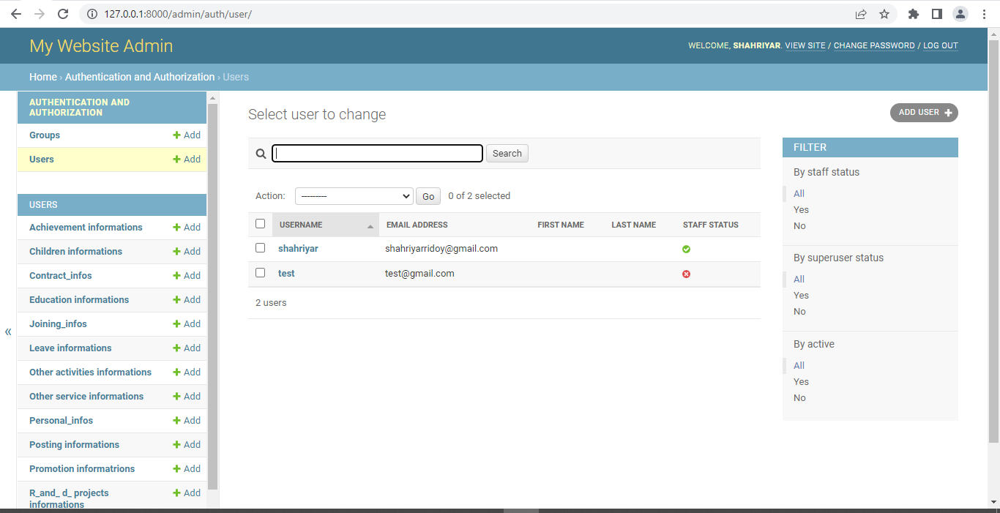 127.0.0.1:8000/admin/auth/user/
My Website Admin
WELCOME, SHAHRIYAR. VIEW SITE / CHANGE PASSWORD / LOG OUT
Home › Authentication and Authorization › Users
AUTHENTICATION AND
AUTHORIZATION
Groups + Add
Users + Add
USERS
Achievement informations + Add
Children informations + Add
Contract_infos + Add
Education informations + Add
Joining_infos + Add
Leave informations + Add
Other activities informations + Add
Other service informations + Add
Personal_infos + Add
Posting informations + Add
Promotion informatrions + Add
R_and_ d_ projects + Add
informations
«
Select user to change
ADD USER +
Search
Action: --------- Go 0 of 2 selected
USERNAME EMAIL ADDRESS FIRST NAME LAST NAME STAFF STATUS
shahriyar shahriyarridoy@gmail.com
test test@gmail.com
2 users
FILTER
By staff status
All
Yes
No
By superuser status
All
Yes
No
By active
All
Yes
No